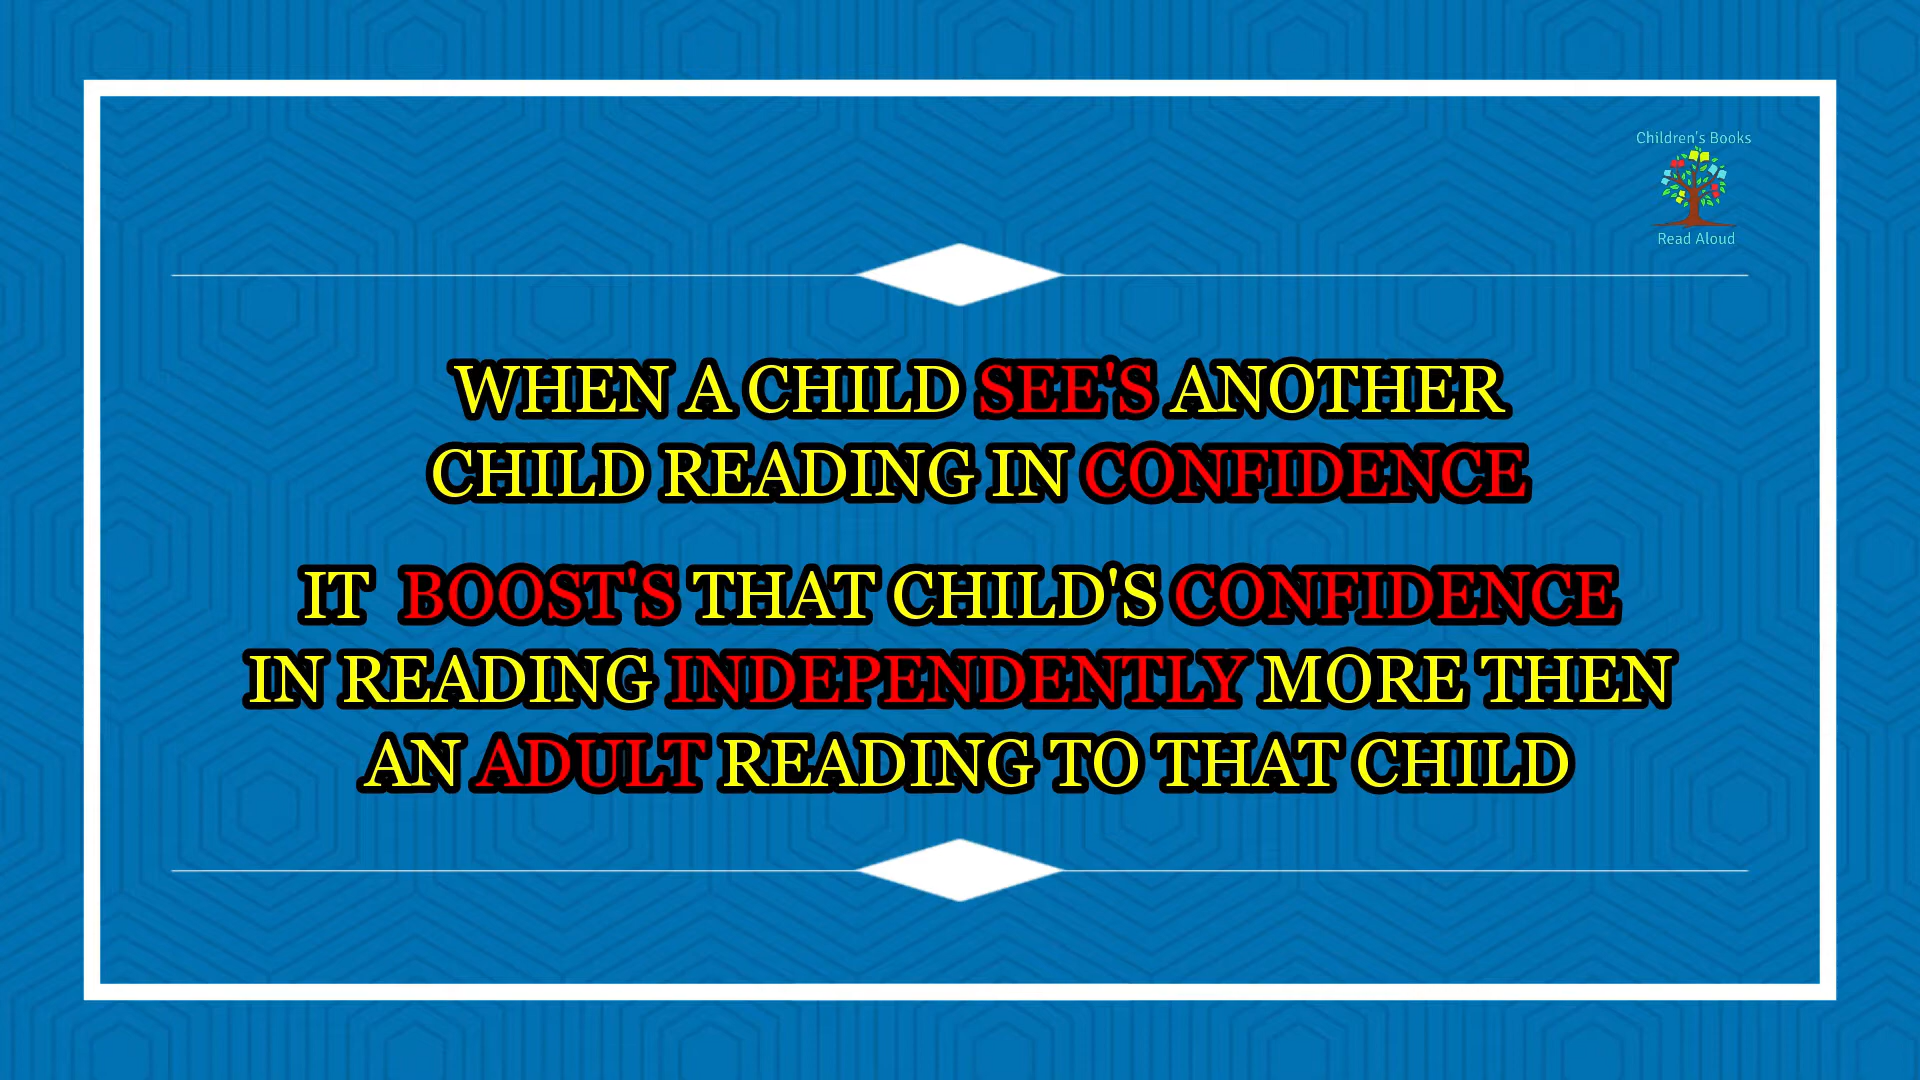 Children's Books
Read Aloud
WHEN A CHILD SEE'S ANOTHER
CHILD READING IN CONFIDENCE
IT BOOST'S THAT CHILD'S CONFIDENCE
IN READING INDEPENDENTLY MORE THEN
AN ADULT READING TO THAT CHILD